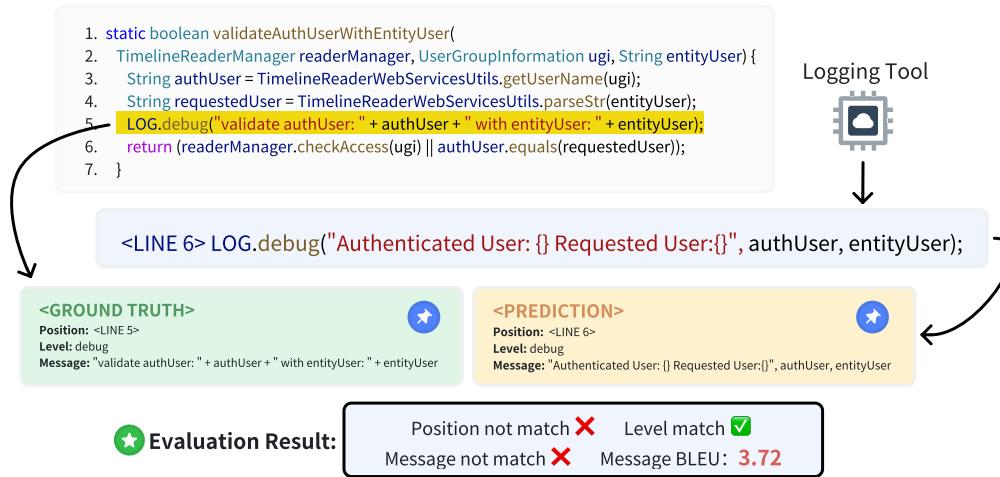 1. static boolean validateAuthUserWithEntityUser(
2. TimelineReaderManager readerManager, UserGroupInformation ugi, String entityUser) {
3. String authUser = TimelineReaderWebServicesUtils.getUserName(ugi);
4. String requestedUser = TimelineReaderWebServicesUtils.parseStr(entityUser);
5. LOG.debug("validate authUser: " + authUser + " with entityUser: " + entityUser);
6. return (readerManager.checkAccess(ugi) || authUser.equals(requestedUser));
7. }
Logging Tool
<LINE 6> LOG.debug("Authenticated User: {} Requested User:{}", authUser, entityUser);
<GROUND TRUTH>
Position: <LINE 5>
Level: debug
Message: "validate authUser: " + authUser + " with entityUser: " + entityUser
<PREDICTION>
Position: <LINE 6>
Level: debug
Message: "Authenticated User: {} Requested User:{}", authUser, entityUser
Evaluation Result:
Position not match ❌ Level match ✅
Message not match ❌ Message BLEU: 3.72